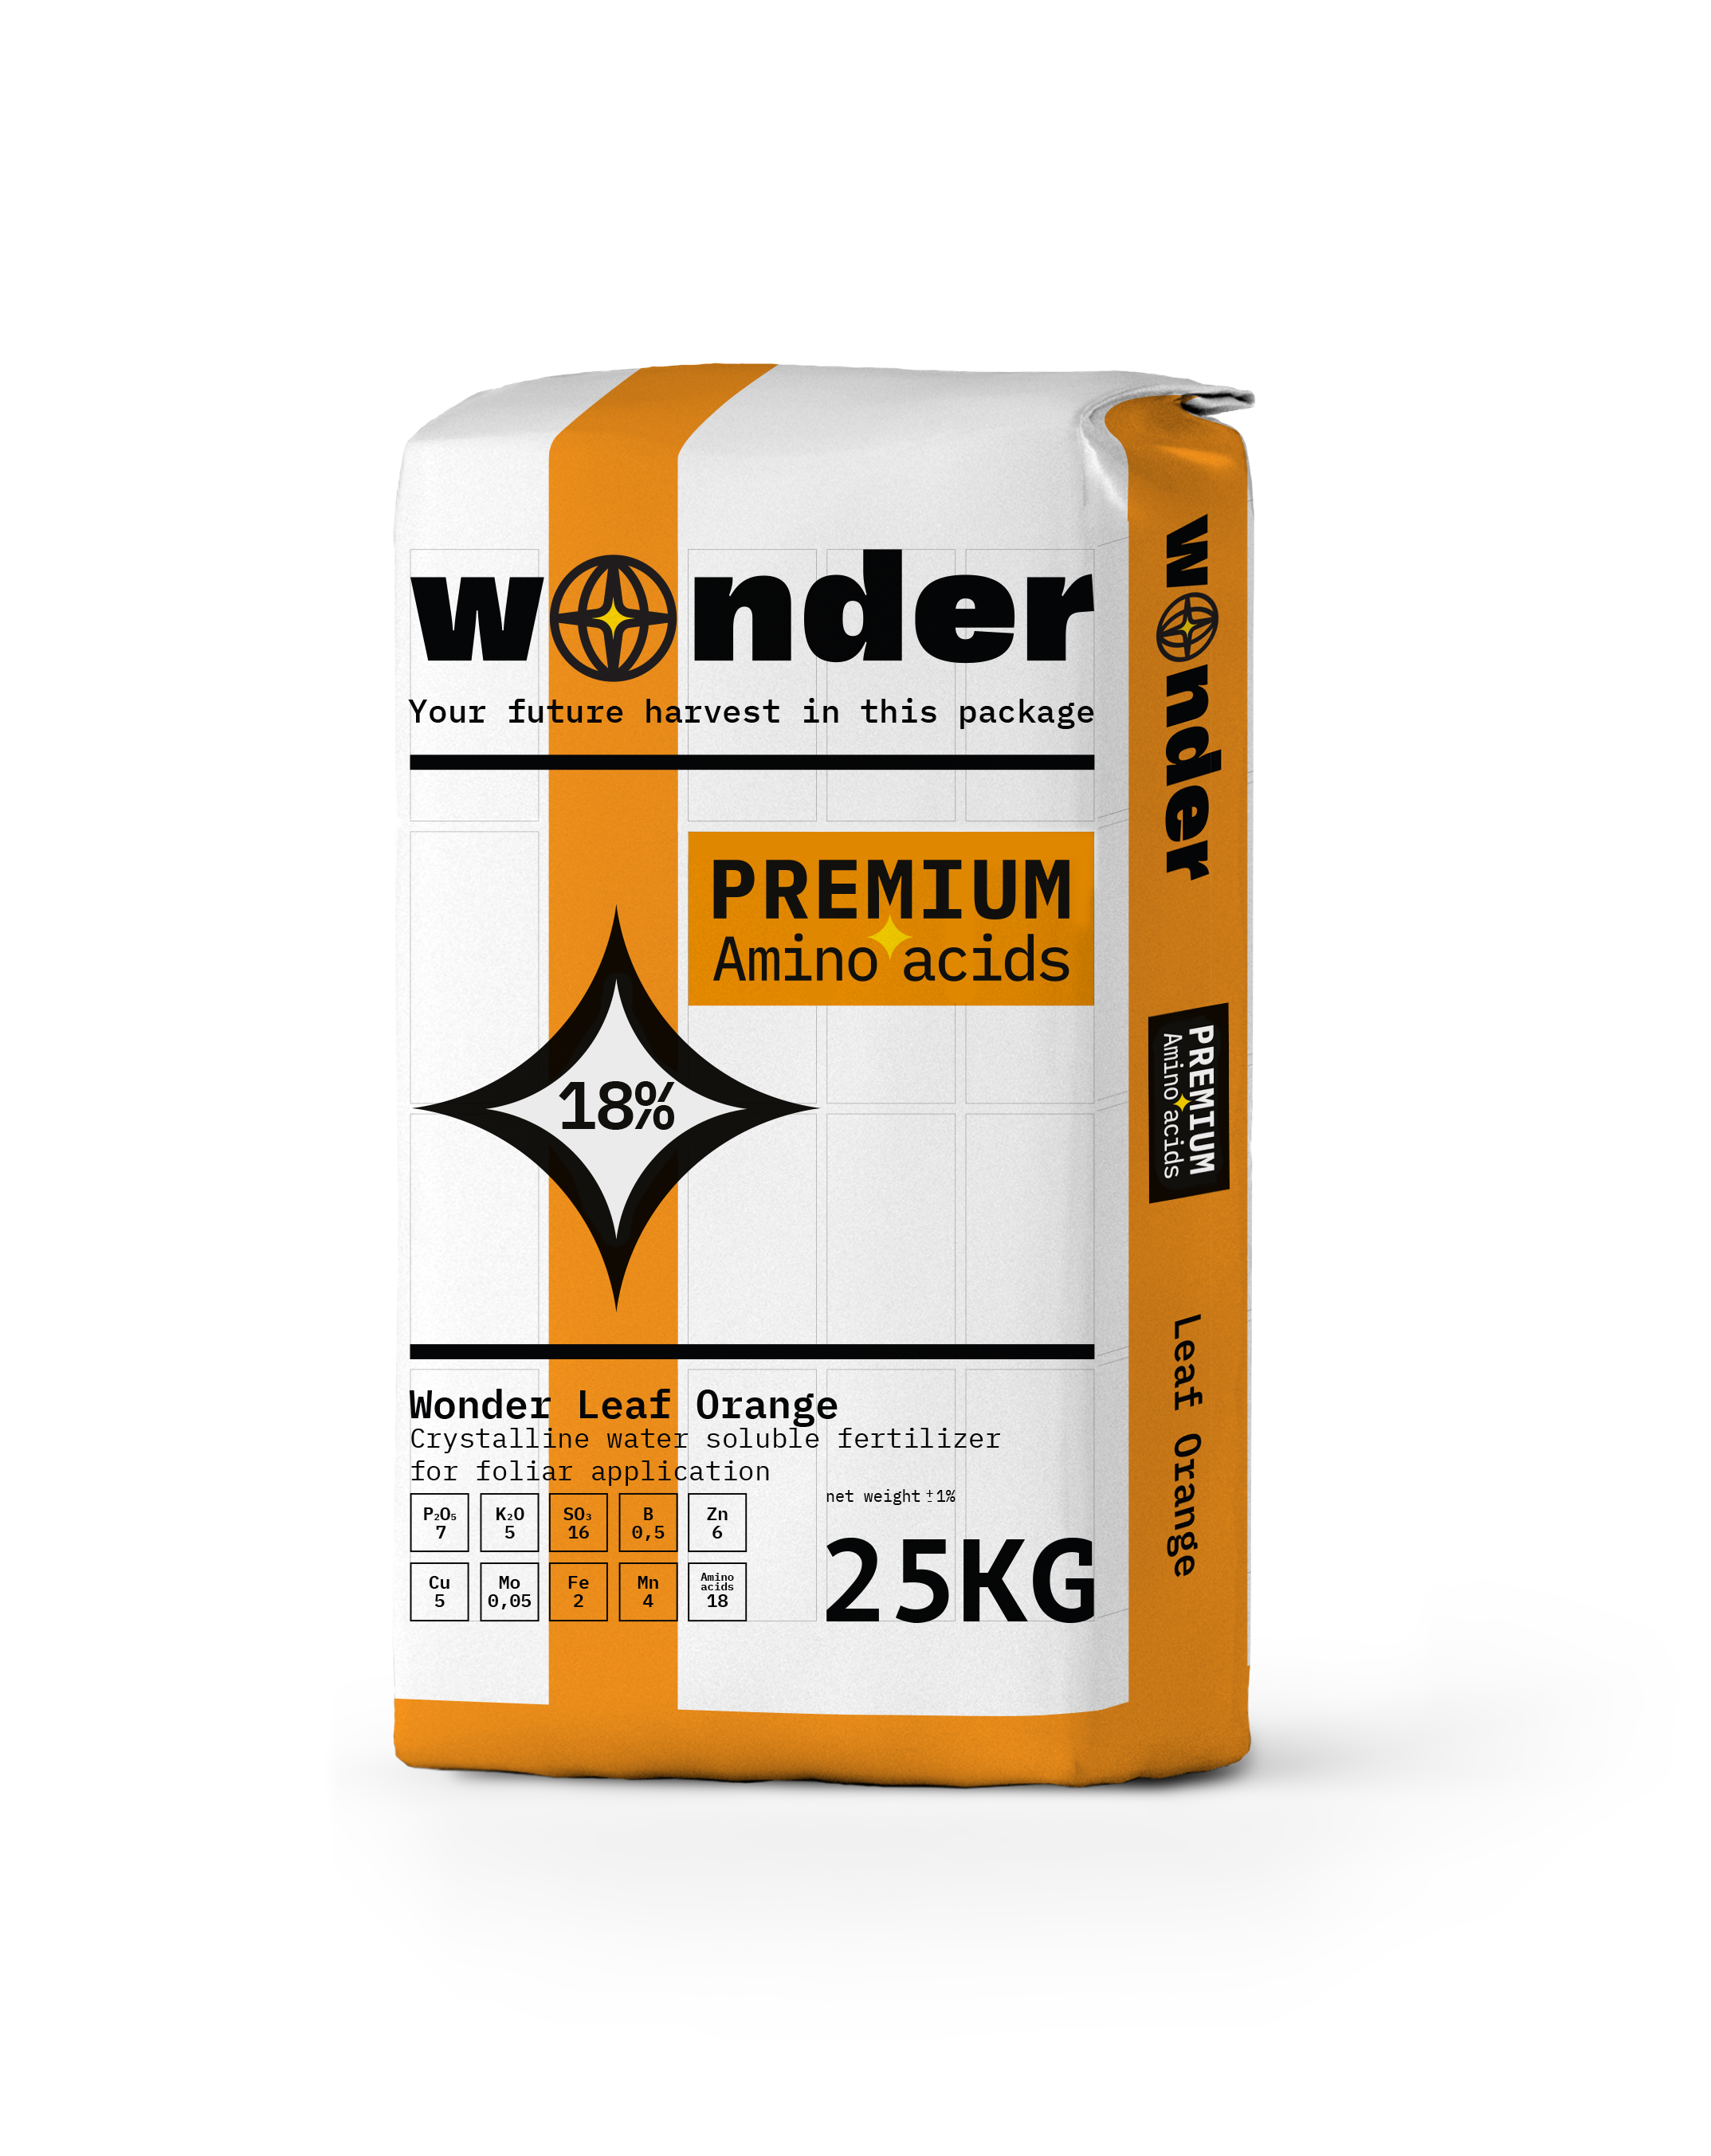 wonder
Your future harvest in this package
PREMIUM
Amino acids
18%
Wonder Leaf Orange
Crystalline water soluble fertilizer
for foliar application
P₂O₅
7
K₂O
5
SO₃
16
B
0,5
Zn
6
Cu
5
Mo
0,05
Fe
2
Mn
4
Amino
acids
18
net weight ±1%
25KG
wonder
PREMIUM
Amino acids
Leaf Orange